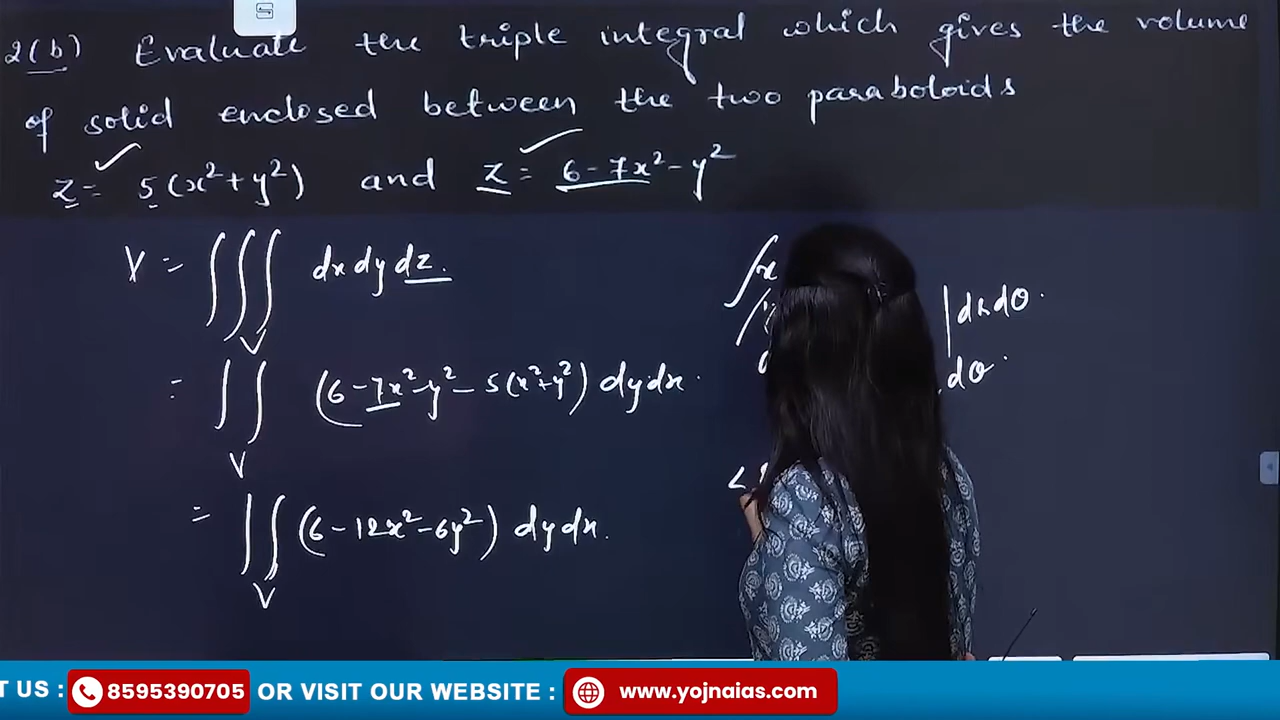 2(b) Evaluate the triple integral which gives the volume
of solid enclosed between the two paraboloids
z = 5(x²+y²) and z = 6-7x²-y²
V = ∭ dx dy dz.
V
= ∬ (6-7x²-y²-5(x²+y²)) dy dx.
V
= ∬ (6-12x²-6y²) dy dx.
V
| dr dθ.
dθ.
T US : 8595390705 OR VISIT OUR WEBSITE : www.yojnaias.com